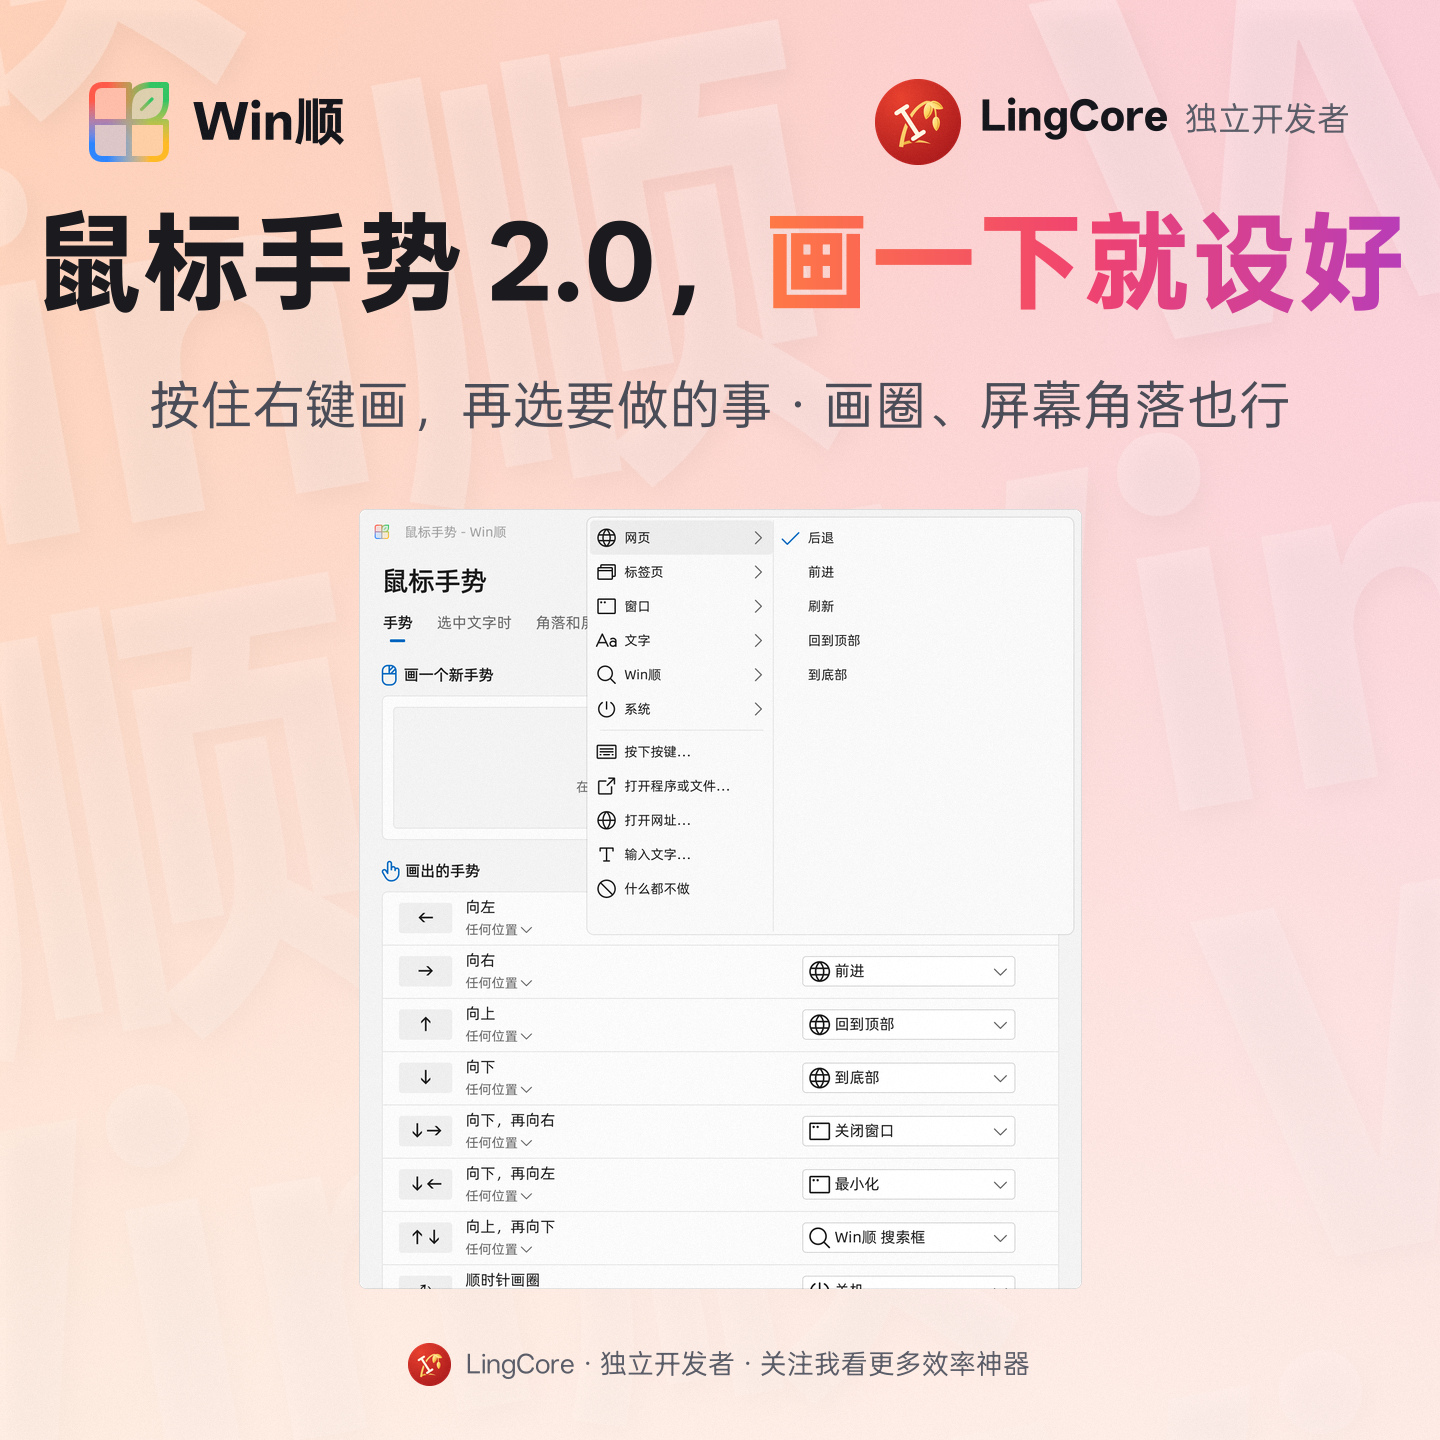 Win顺
LingCore 独立开发者
鼠标手势 2.0，画一下就设好
按住右键画，再选要做的事 · 画圈、屏幕角落也行
鼠标手势 - Win顺
鼠标手势
手势 选中文字时 角落和
画一个新手势
在
网页
标签页
窗口
Aa 文字
Win顺
系统
按下按键...
打开程序或文件...
打开网址...
输入文字...
什么都不做
后退
前进
刷新
回到顶部
到底部
画出的手势
← 向左
任何位置
→ 向右
任何位置
前进
↑ 向上
任何位置
回到顶部
↓ 向下
任何位置
到底部
↓→ 向下，再向右
任何位置
关闭窗口
↓← 向下，再向左
任何位置
最小化
↑↓ 向上，再向下
任何位置
Win顺 搜索框
顺时针画圈
LingCore · 独立开发者 · 关注我看更多效率神器